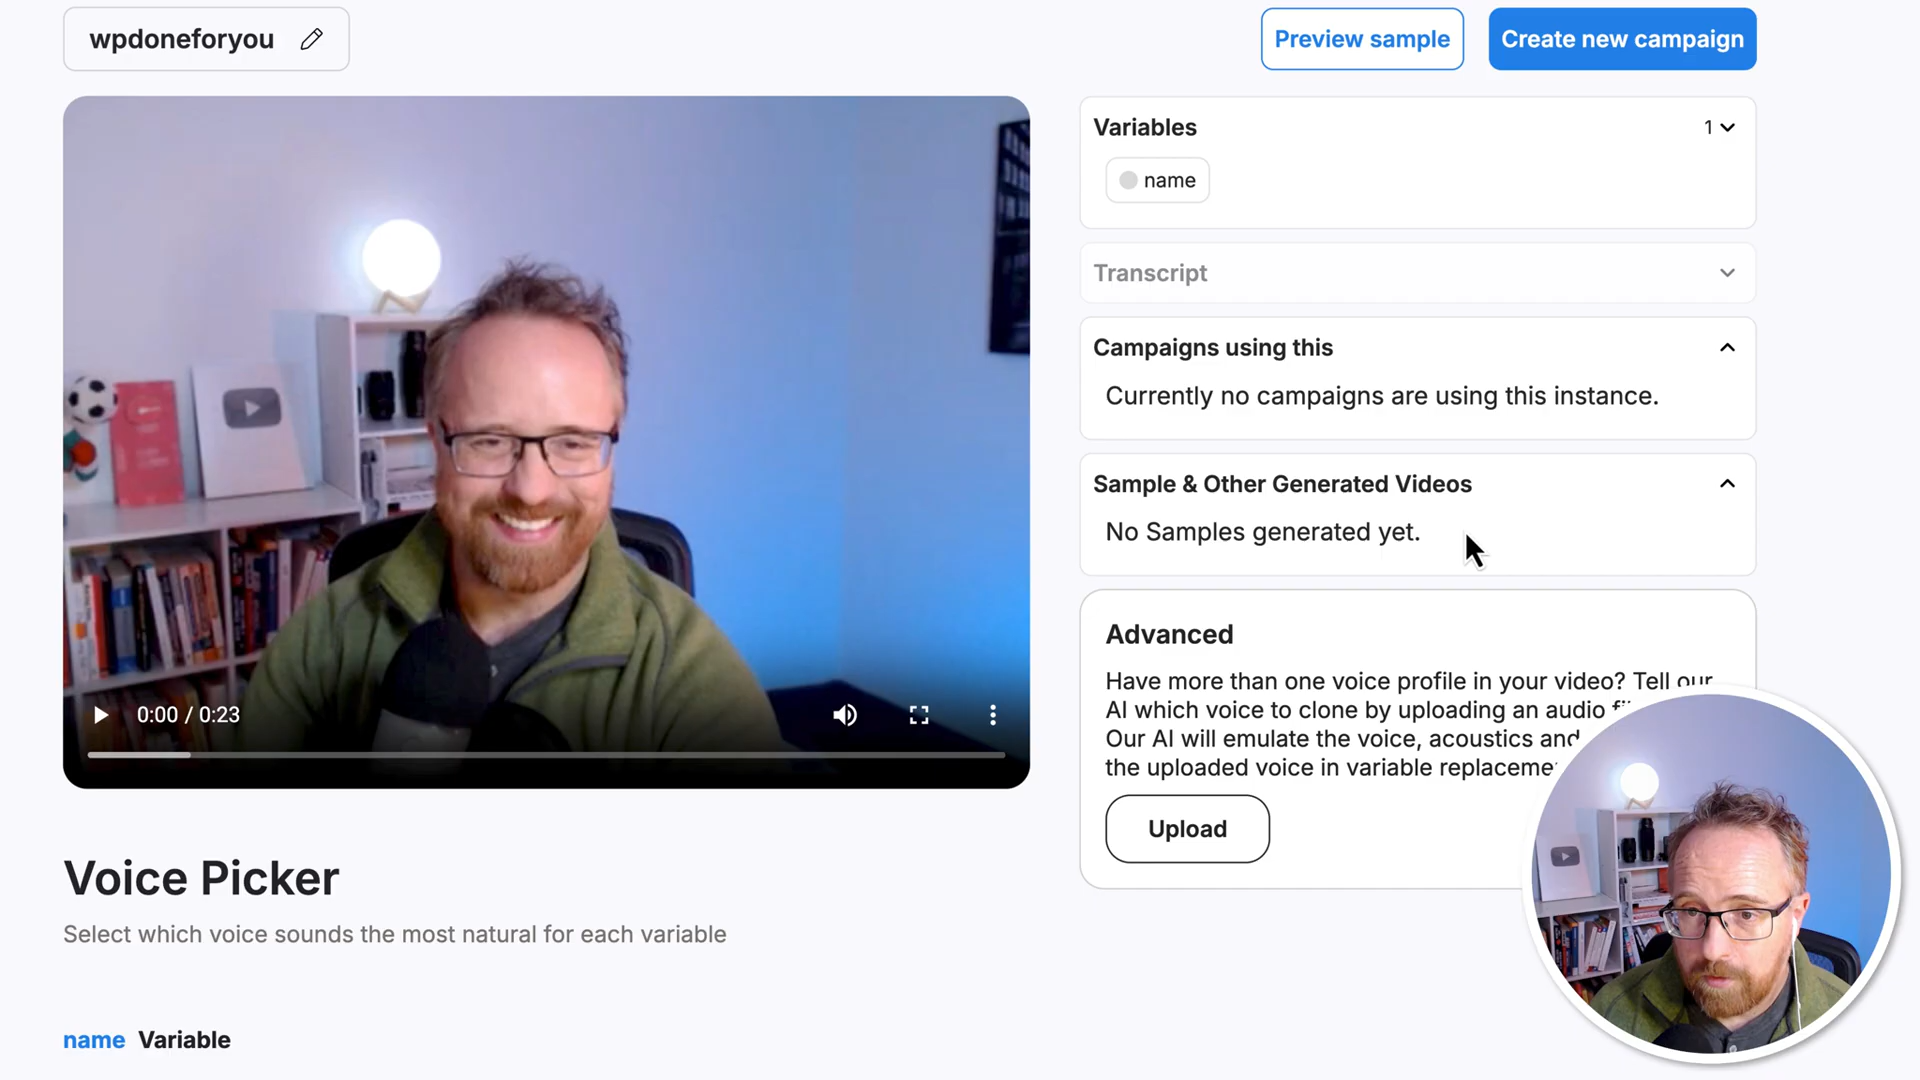 wpdoneforyou
Preview sample
Create new campaign
Variables
1
name
Transcript
Campaigns using this
Currently no campaigns are using this instance.
Sample & Other Generated Videos
No Samples generated yet.
Advanced
Have more than one voice profile in your video? Tell our
AI which voice to clone by uploading an audio
Our AI will emulate the voice, acoustics and
the uploaded voice in variable
Upload
0:00 / 0:23
Voice Picker
Select which voice sounds the most natural for each variable
name Variable